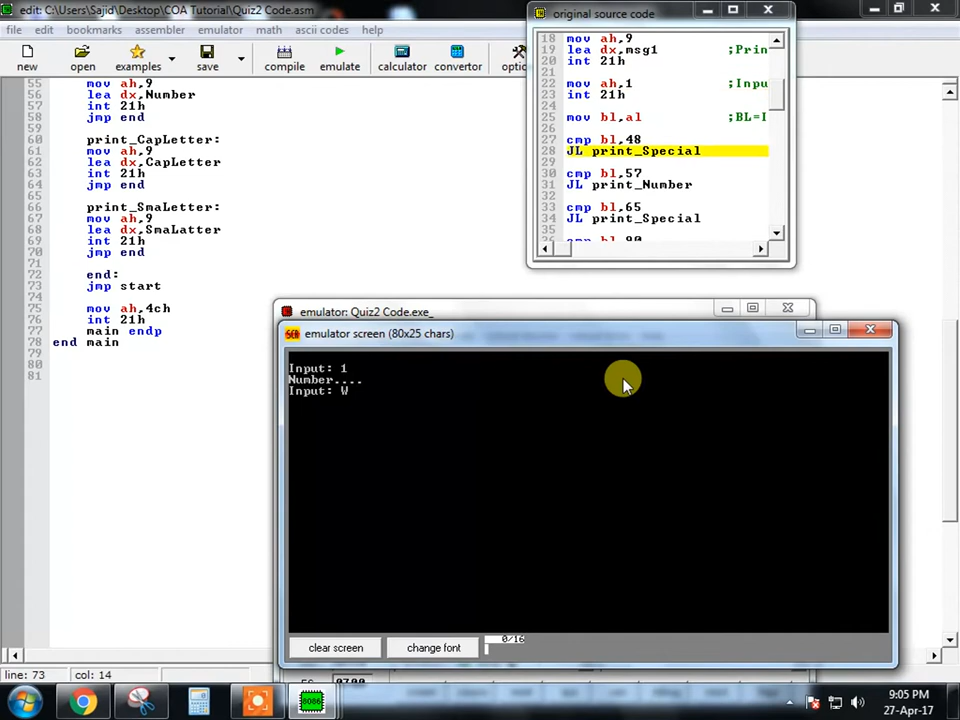 edit: C:\Users\Sajid\Desktop\COA Tutorial\Quiz2 Code.asm
file edit bookmarks assembler emulator math ascii codes help
new open examples save compile emulate calculator convertor
55 mov ah,9
56 lea dx,Number
57 int 21h
58 jmp end
59
60 print_CapLetter:
61 mov ah,9
62 lea dx,CapLetter
63 int 21h
64 jmp end
65
66 print_SmaLetter:
67 mov ah,9
68 lea dx,SmaLatter
69 int 21h
70 jmp end
71
72 end:
73 jmp start
74
75 mov ah,4ch
76 int 21h
77 main endp
78 end main
79
80
81
original source code
18 mov ah,9
19 lea dx,msg1 ;Prin
20 int 21h
21
22 mov ah,1 ;Inpu
23 int 21h
24
25 mov bl,al ;BL=I
26
27 cmp bl,48
28 JL print_Special
29
30 cmp bl,57
31 JL print_Number
32
33 cmp bl,65
34 JL print_Special
35
emulator: Quiz2 Code.exe_
emulator screen (80x25 chars)
Input: 1
Number....
Input: W
clear screen change font 0/16
line: 73 col: 14
8086
9:05 PM
27-Apr-17